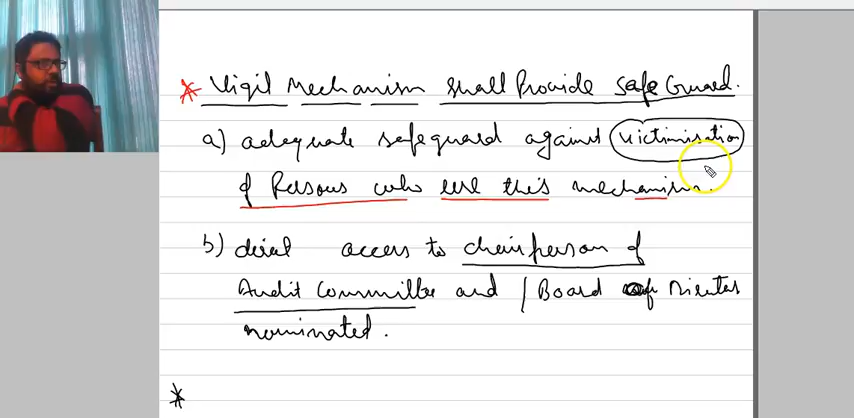 * Vigil Mechanism shall Provide safe Guard.
a) adequate safeguard against victimisation
of Persons who use this mechanism.
b) direct access to chairperson of
Audit Committee and / Board of Director
nominated.
*